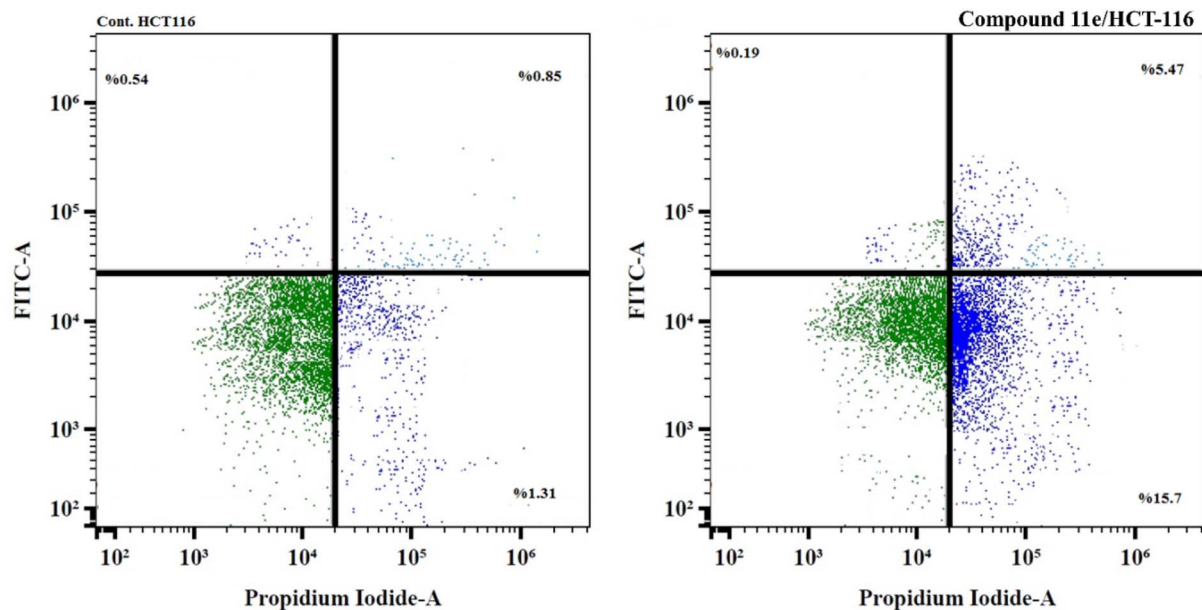 Cont. HCT116
%0.54
%0.85
10⁶
10⁵
10⁴
10³
10²
%1.31
10² 10³ 10⁴ 10⁵ 10⁶
FITC-A
Propidium Iodide-A
Compound 11e/HCT-116
%0.19
%5.47
10⁶
10⁵
10⁴
10³
10²
%15.7
10² 10³ 10⁴ 10⁵ 10⁶
FITC-A
Propidium Iodide-A